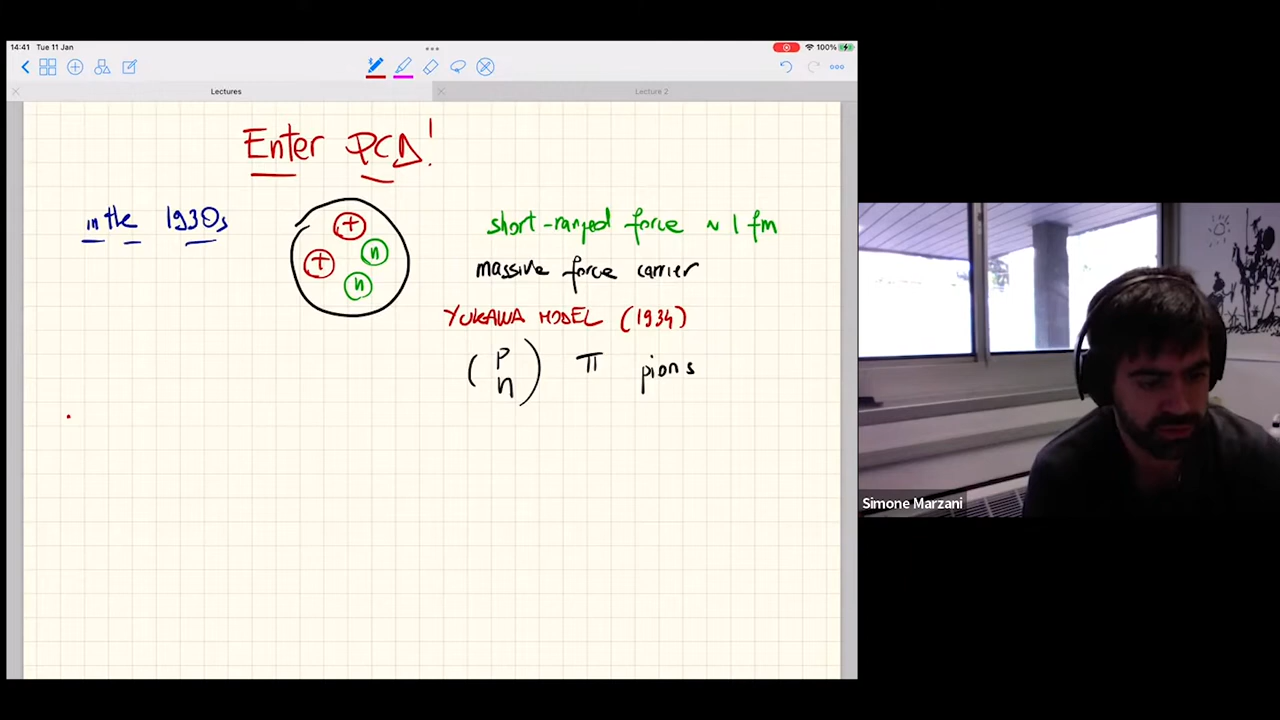 14:41 Tue 11 Jan
100%
Lectures
Lecture 2
Enter QCD!
in the 1930s
+
+
n
n
short-ranged force ~ 1 fm
massive force carrier
YUKAWA MODEL (1934)
(p n) π pions
Simone Marzani